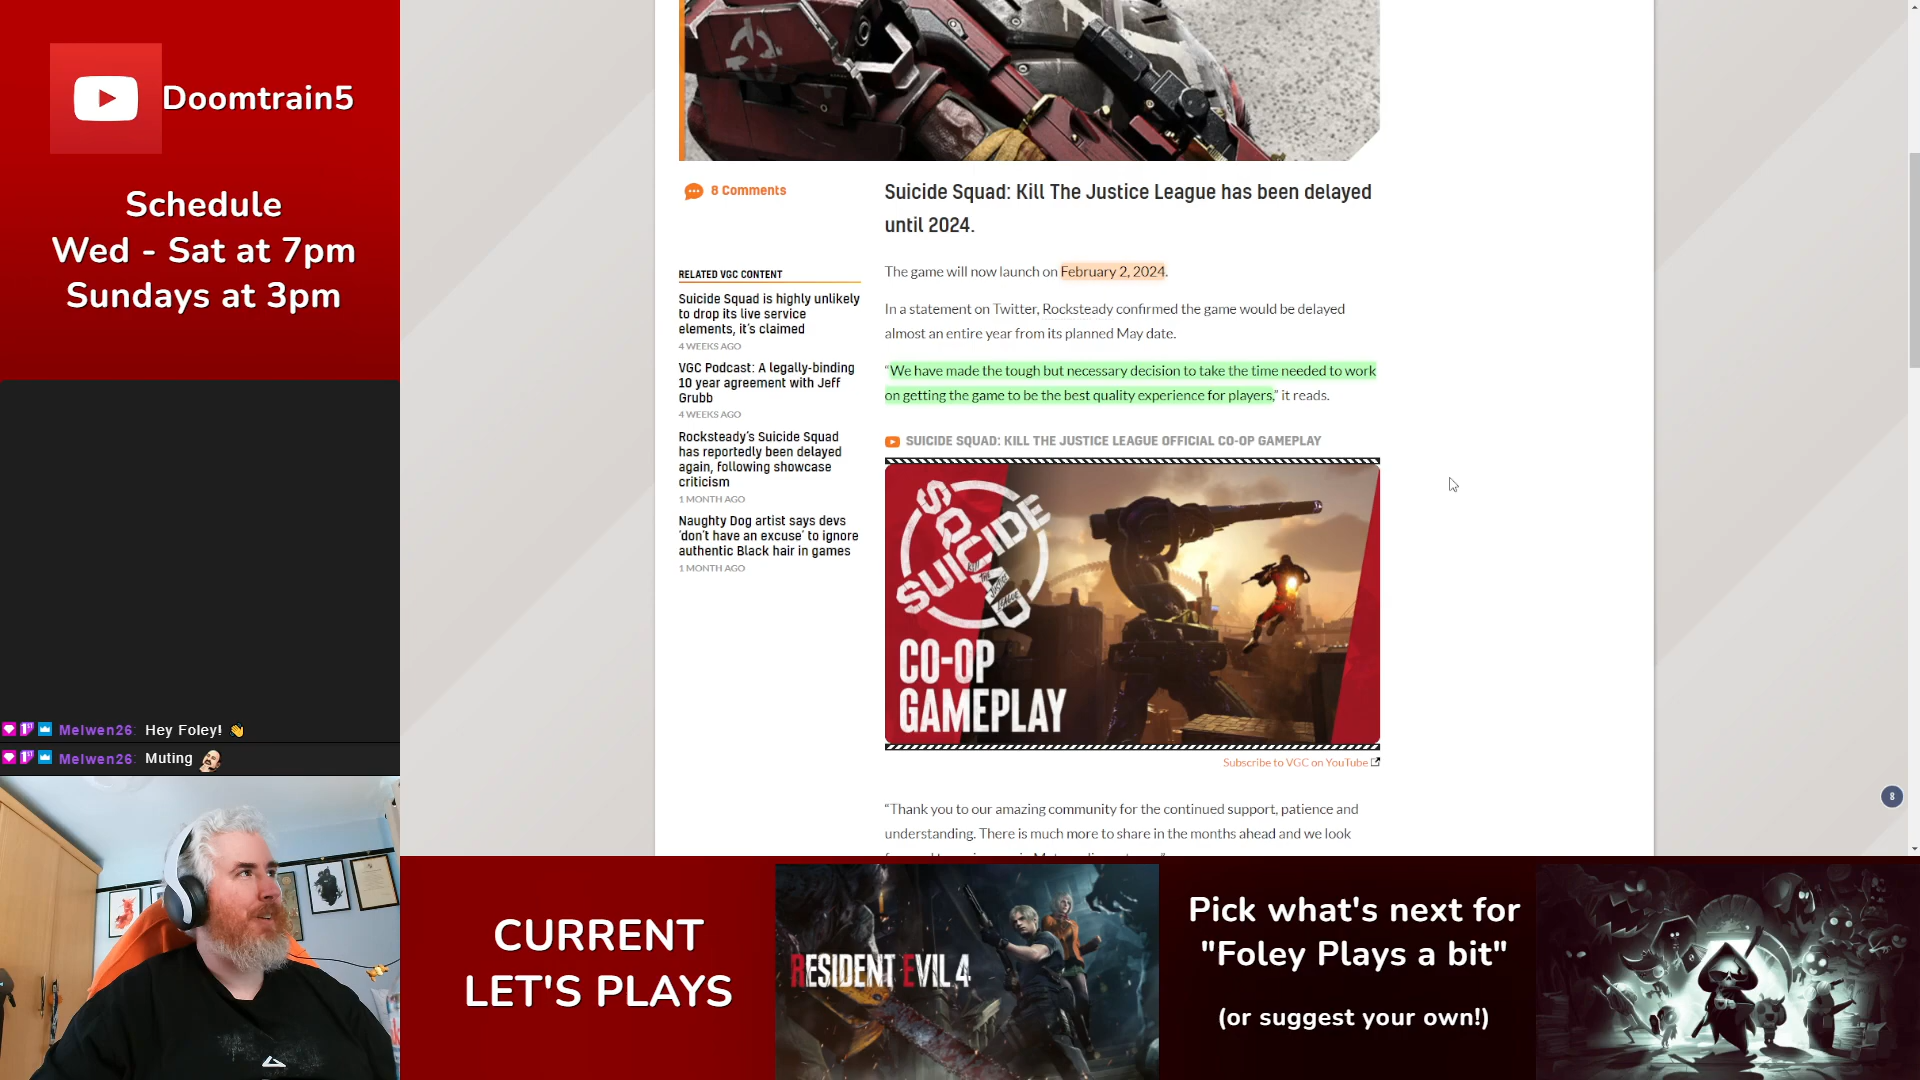 Doomtrain5
Schedule
Wed - Sat at 7pm
Sundays at 3pm
Melwen26: Hey Foley!
Melwen26: Muting
8 Comments
RELATED VGC CONTENT
Suicide Squad is highly unlikely
to drop its live service
elements, it's claimed
4 WEEKS AGO
VGC Podcast: A legally-binding
10 year agreement with Jeff
Grubb
4 WEEKS AGO
Rocksteady's Suicide Squad
has reportedly been delayed
again, following showcase
criticism
1 MONTH AGO
Naughty Dog artist says devs
'don't have an excuse' to ignore
authentic Black hair in games
1 MONTH AGO
Suicide Squad: Kill The Justice League has been delayed
until 2024.
The game will now launch on February 2, 2024.
In a statement on Twitter, Rocksteady confirmed the game would be delayed
almost an entire year from its planned May date.
“We have made the tough but necessary decision to take the time needed to work
on getting the game to be the best quality experience for players,” it reads.
SUICIDE SQUAD: KILL THE JUSTICE LEAGUE OFFICIAL CO-OP GAMEPLAY
SUICIDE
SQUAD
KILL
THE
JUSTICE
LEAGUE
CO-OP
GAMEPLAY
Subscribe to VGC on YouTube
“Thank you to our amazing community for the continued support, patience and
understanding. There is much more to share in the months ahead and we look
8
CURRENT
LET'S PLAYS
RESIDENT EVIL 4
Pick what's next for
"Foley Plays a bit"
(or suggest your own!)